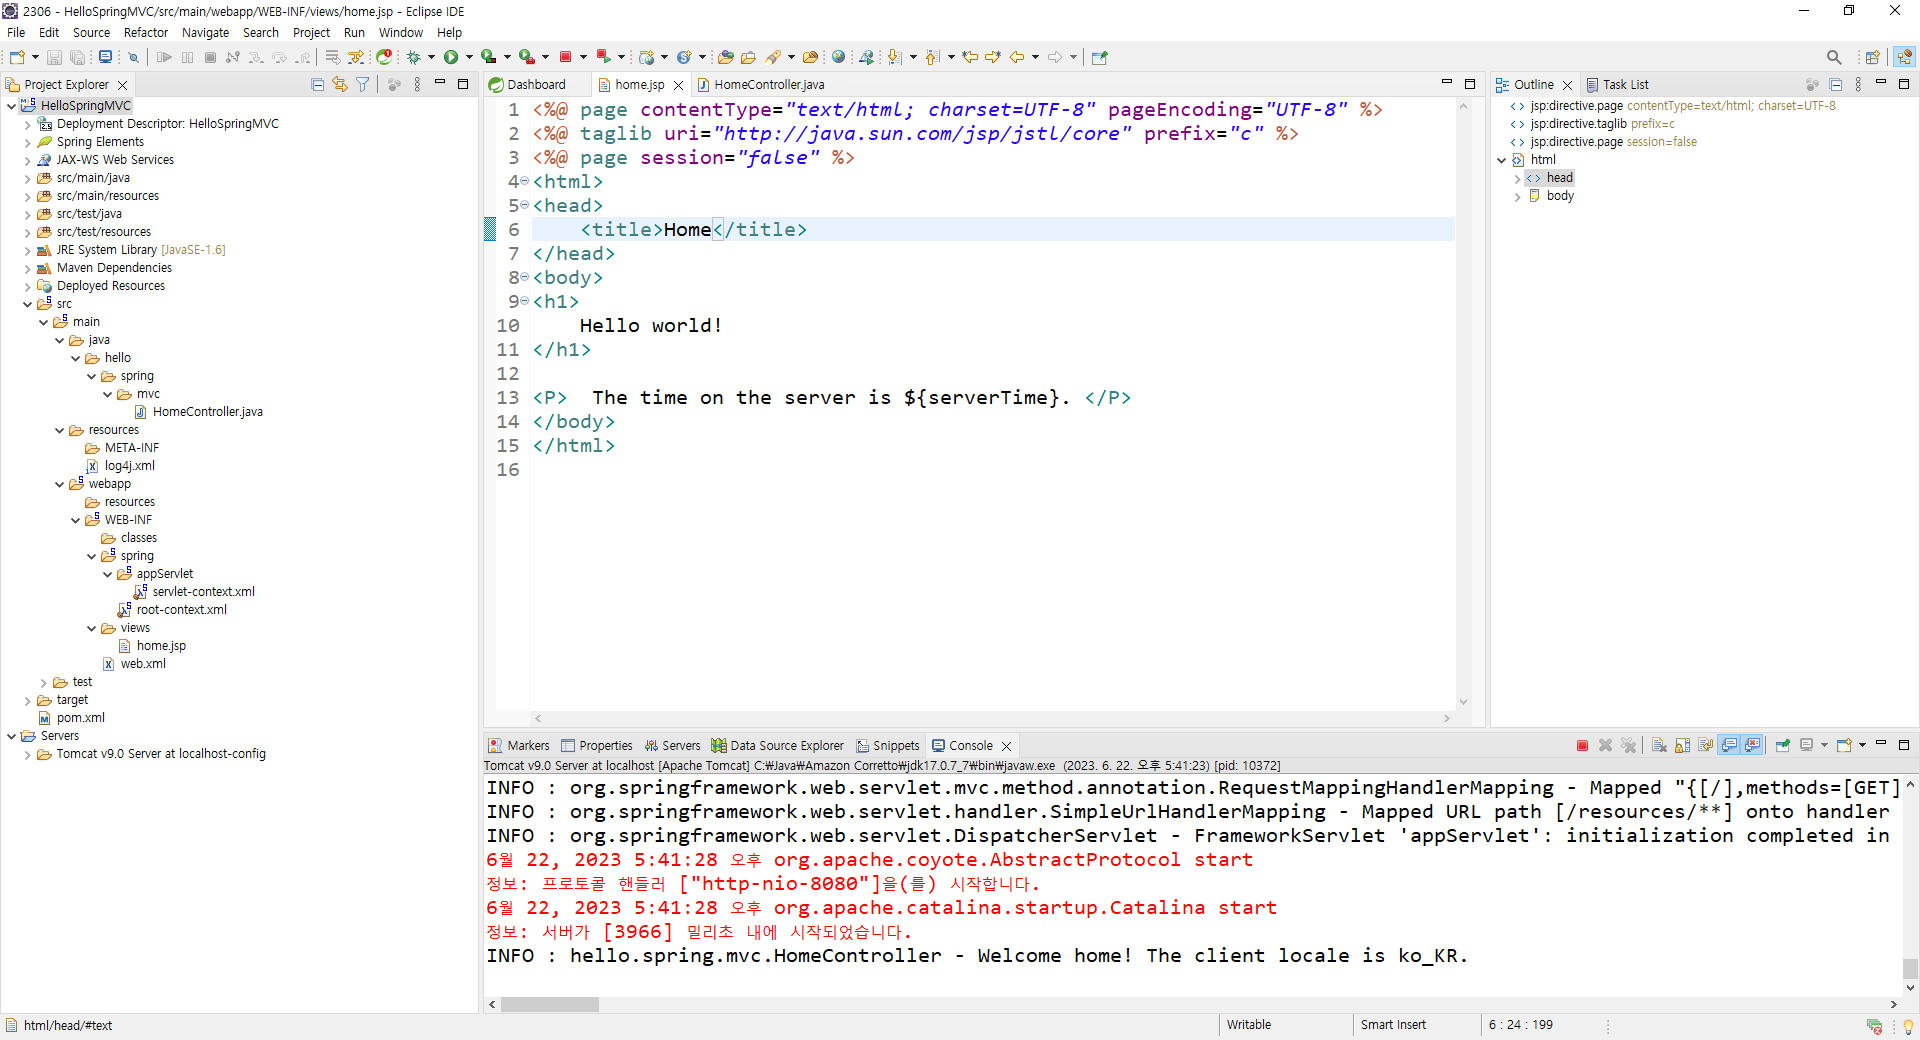 2306 - HelloSpringMVC/src/main/webapp/WEB-INF/views/home.jsp - Eclipse IDE
File Edit Source Refactor Navigate Search Project Run Window Help
Project Explorer
HelloSpringMVC
Deployment Descriptor: HelloSpringMVC
Spring Elements
JAX-WS Web Services
src/main/java
src/main/resources
src/test/java
src/test/resources
JRE System Library [JavaSE-1.6]
Maven Dependencies
Deployed Resources
src
main
java
hello
spring
mvc
HomeController.java
resources
META-INF
log4j.xml
webapp
resources
WEB-INF
classes
spring
appServlet
servlet-context.xml
root-context.xml
views
home.jsp
web.xml
test
target
pom.xml
Servers
Tomcat v9.0 Server at localhost-config
Dashboard home.jsp HomeController.java
1 <%@ page contentType="text/html; charset=UTF-8" pageEncoding="UTF-8" %>
2 <%@ taglib uri="http://java.sun.com/jsp/jstl/core" prefix="c" %>
3 <%@ page session="false" %>
4 <html>
5 <head>
6     <title>Home</title>
7 </head>
8 <body>
9 <h1>
10     Hello world!
11 </h1>
12
13 <P>  The time on the server is ${serverTime}. </P>
14 </body>
15 </html>
16
Outline Task List
jsp:directive.page contentType=text/html; charset=UTF-8
jsp:directive.taglib prefix=c
jsp:directive.page session=false
html
head
body
Markers Properties Servers Data Source Explorer Snippets Console
Tomcat v9.0 Server at localhost [Apache Tomcat] C:₩Java₩Amazon Corretto₩jdk17.0.7_7₩bin₩javaw.exe (2023. 6. 22. 오후 5:41:23) [pid: 10372]
INFO : org.springframework.web.servlet.mvc.method.annotation.RequestMappingHandlerMapping - Mapped "{[/],methods=[GET]
INFO : org.springframework.web.servlet.handler.SimpleUrlHandlerMapping - Mapped URL path [/resources/**] onto handler
INFO : org.springframework.web.servlet.DispatcherServlet - FrameworkServlet 'appServlet': initialization completed in
6월 22, 2023 5:41:28 오후 org.apache.coyote.AbstractProtocol start
정보: 프로토콜 핸들러 ["http-nio-8080"]을(를) 시작합니다.
6월 22, 2023 5:41:28 오후 org.apache.catalina.startup.Catalina start
정보: 서버가 [3966] 밀리초 내에 시작되었습니다.
INFO : hello.spring.mvc.HomeController - Welcome home! The client locale is ko_KR.
html/head/#text
Writable
Smart Insert
6 : 24 : 199